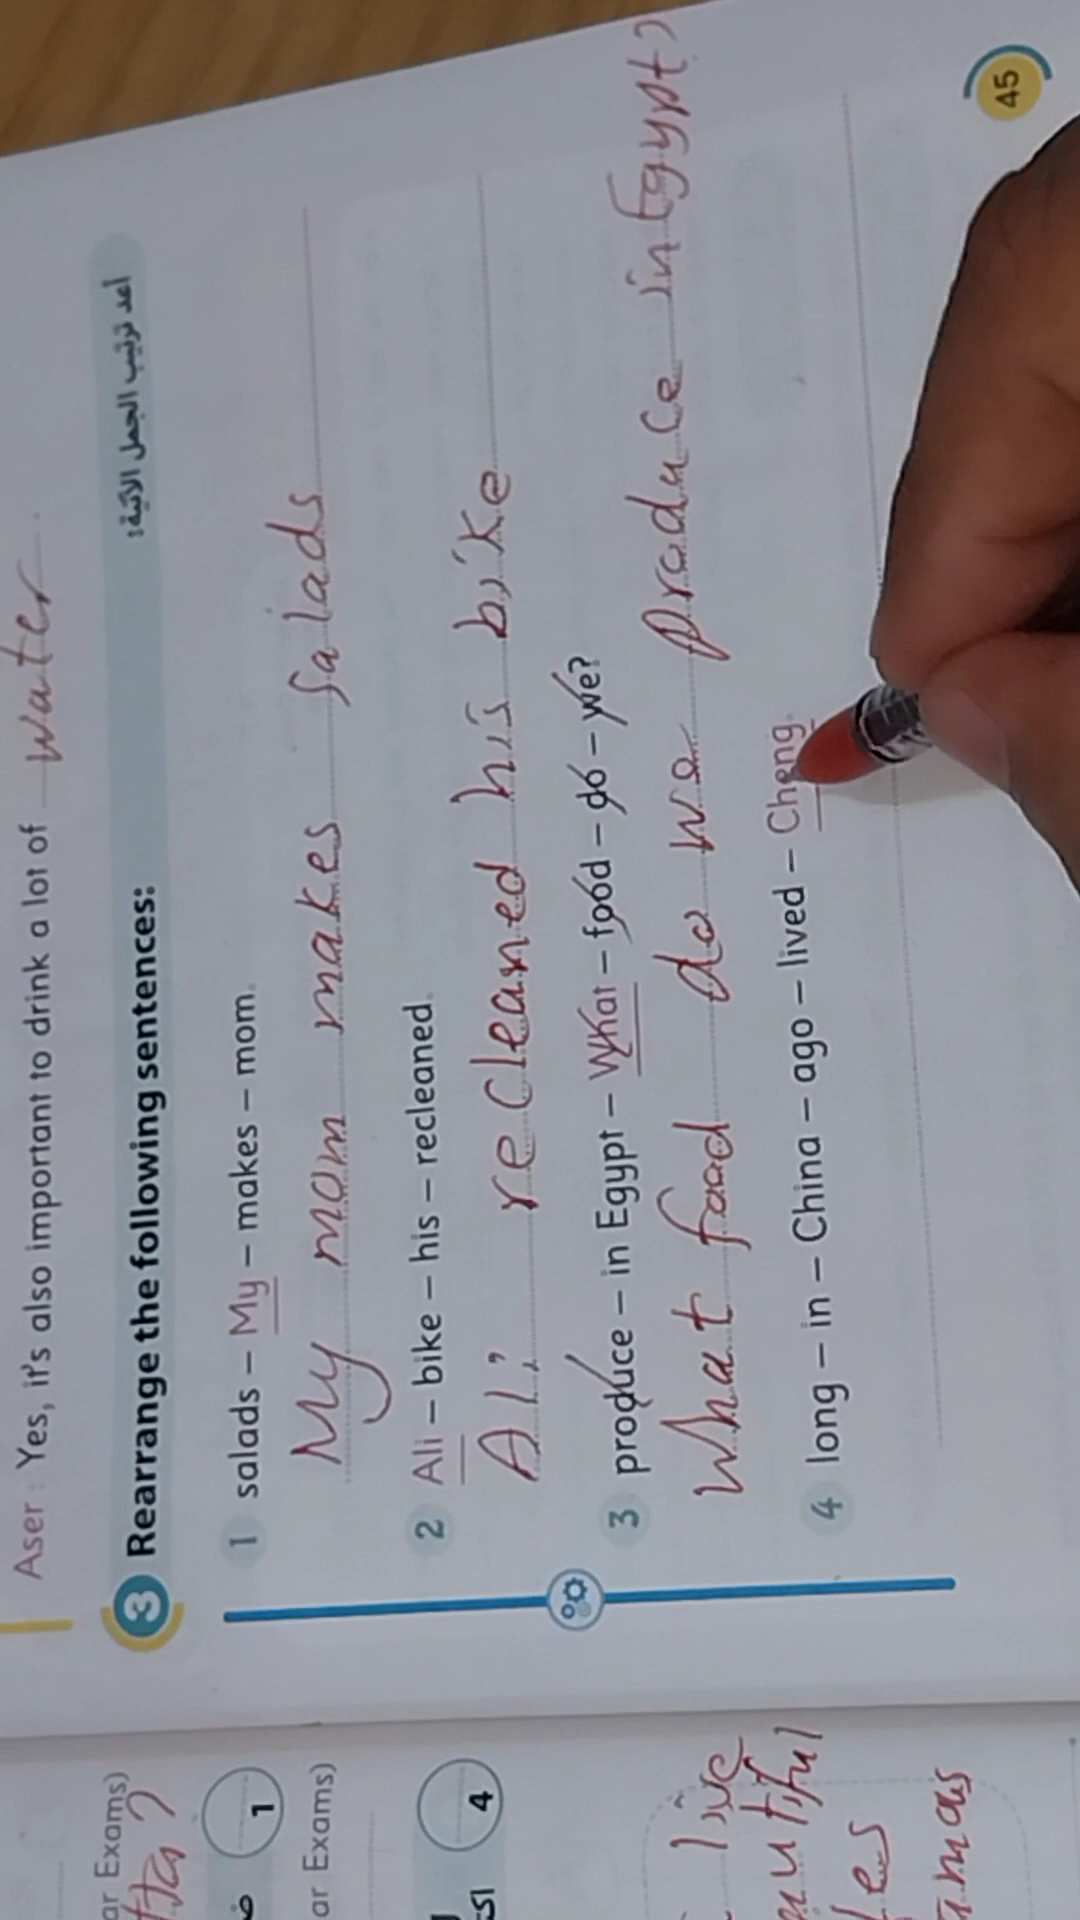 Aser: Yes, it's also important to drink a lot of water.
3 Rearrange the following sentences: أعد ترتيب الجمل الآتية:
1 salads – My – makes – mom.
My mom makes salads
2 Ali – bike – his – recleaned.
Ali recleaned his bike
3 produce – in Egypt – What – food – do – we?
What food do we produce in Egypt?
4 long – in – China – ago – lived – Cheng.
45
ar Exams)
1
ar Exams)
4
live